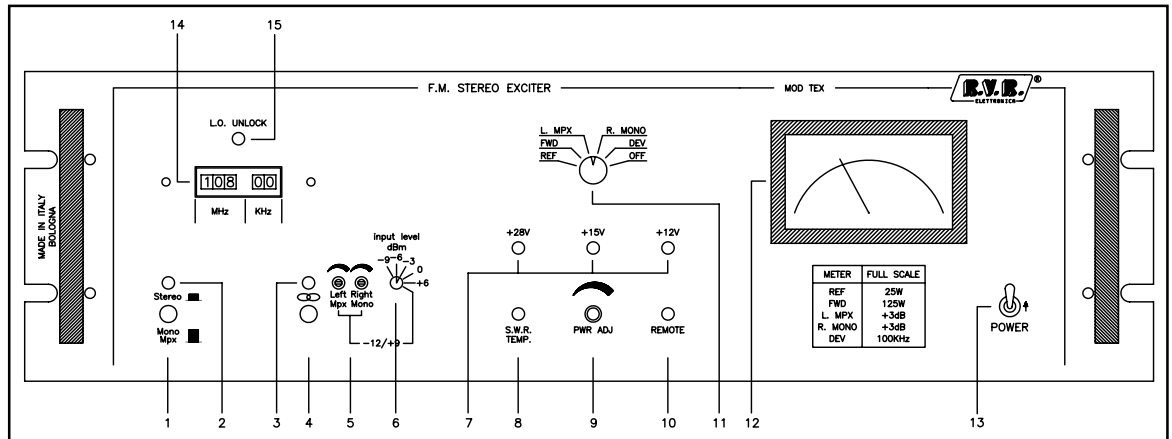 14 15
F.M. STEREO EXCITER MOD TEX R.V.R.® ELETTRONICA
L.O. UNLOCK
108 00
MHz KHz
MADE IN ITALY
BOLOGNA
L. MPX R. MONO
FWD DEV
REF OFF
input level
dBm
-9 -6 -3
0
+6
+28V +15V +12V
Stereo
Mono
Mpx
Left Right
Mpx Mono
-12/+9
S.W.R.
TEMP.
PWR ADJ
REMOTE
METER FULL SCALE
REF 25W
FWD 125W
L. MPX +3dB
R. MONO +3dB
DEV 100KHz
POWER
1 2 3 4 5 6 7 8 9 10 11 12 13